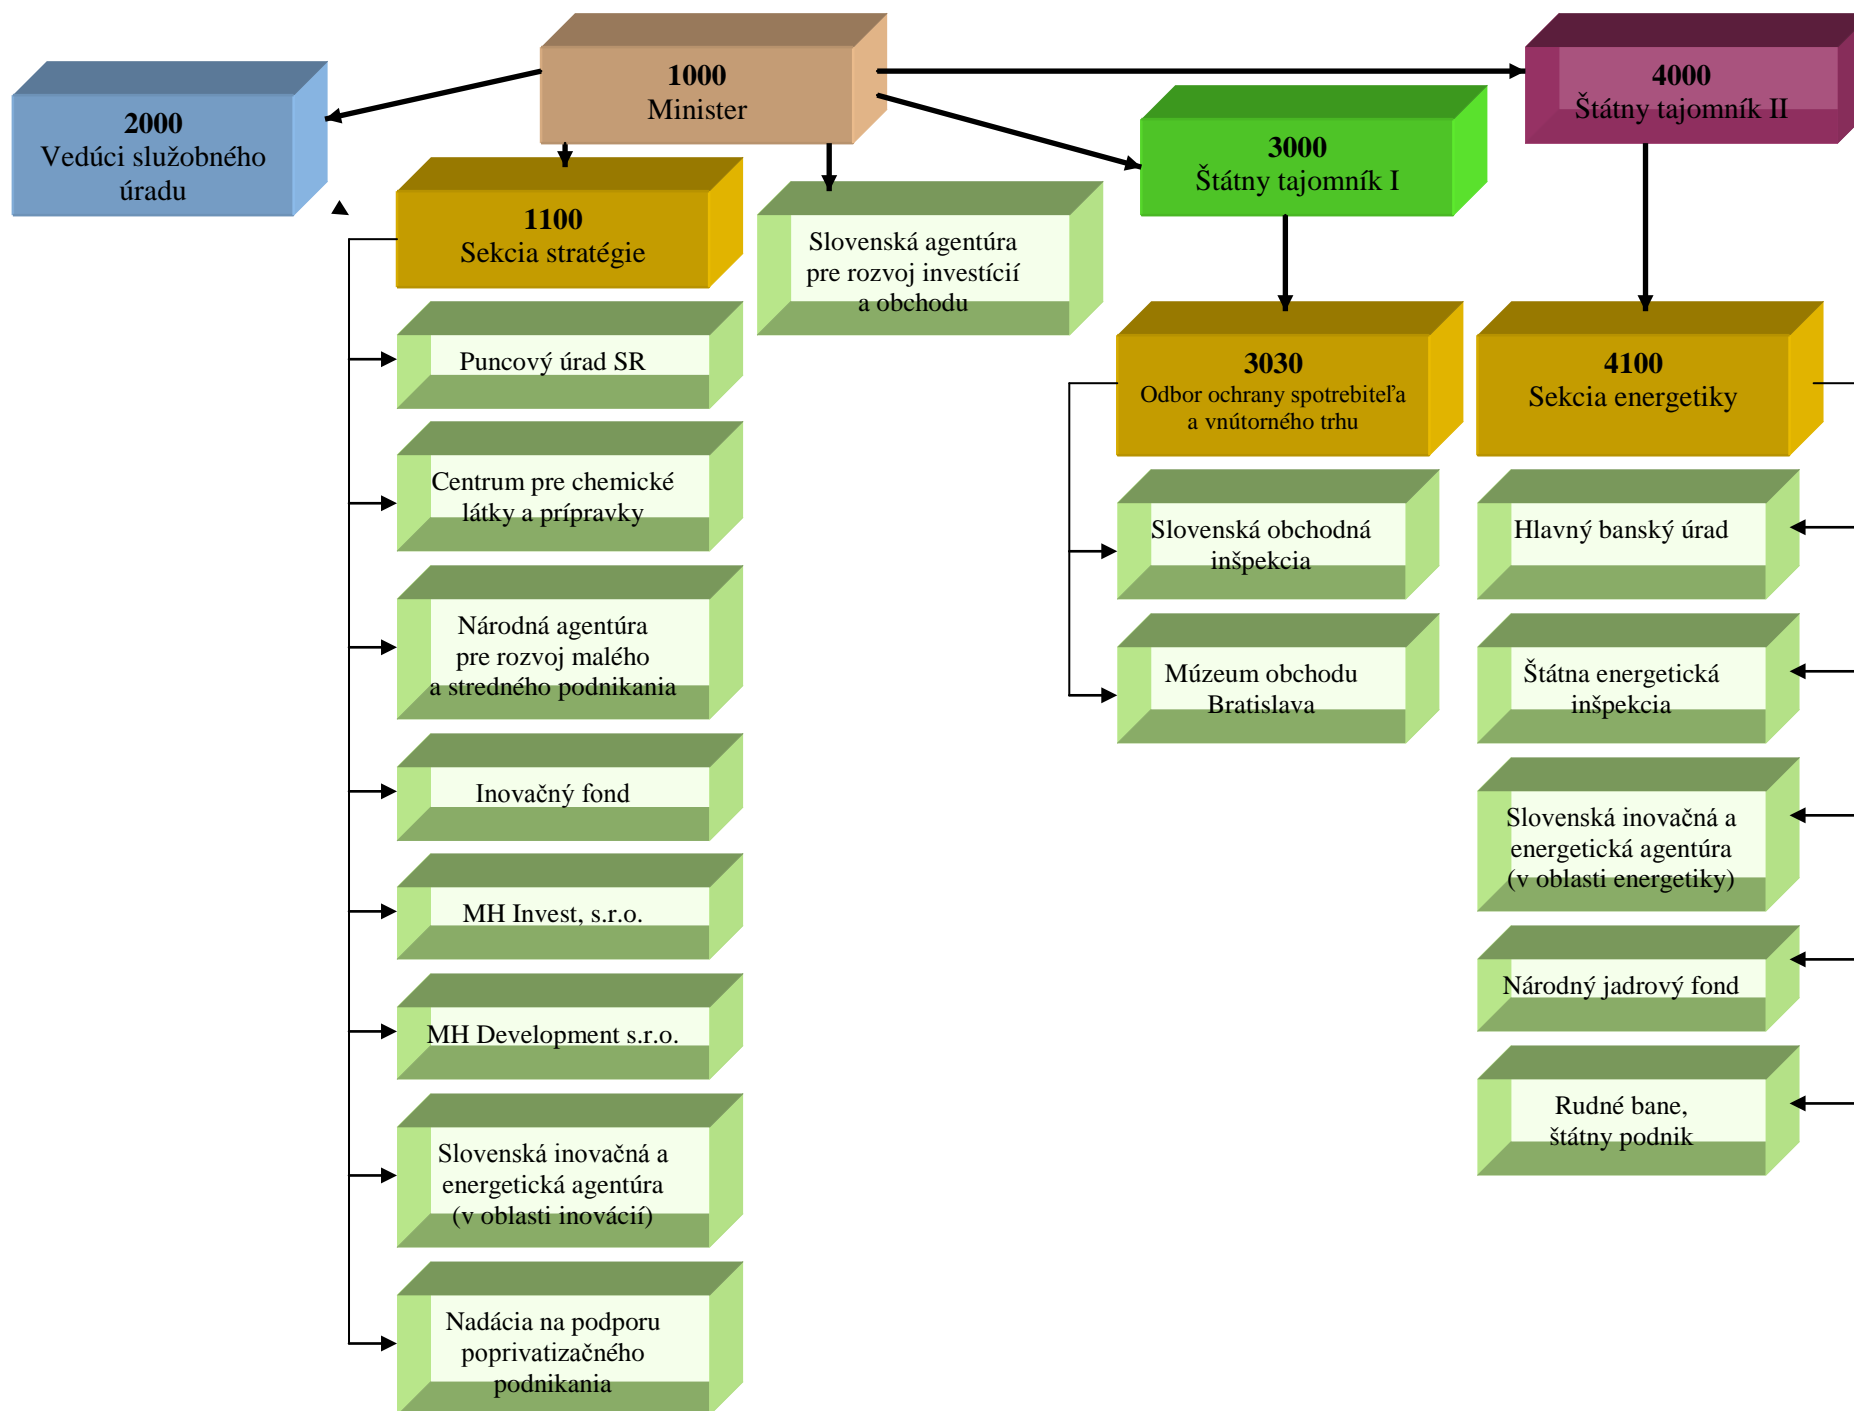 1000
Minister
4000
Štátny tajomník II
2000
Vedúci služobného
úradu
3000
Štátny tajomník I
1100
Sekcia stratégie
Slovenská agentúra
pre rozvoj investícií
a obchodu
3030
Odbor ochrany spotrebiteľa
a vnútorného trhu
4100
Sekcia energetiky
Puncový úrad SR
Centrum pre chemické
látky a prípravky
Národná agentúra
pre rozvoj malého
a stredného podnikania
Inovačný fond
MH Invest, s.r.o.
MH Development s.r.o.
Slovenská inovačná a
energetická agentúra
(v oblasti inovácií)
Nadácia na podporu
poprivatizačného
podnikania
Slovenská obchodná
inšpekcia
Múzeum obchodu
Bratislava
Hlavný banský úrad
Štátna energetická
inšpekcia
Slovenská inovačná a
energetická agentúra
(v oblasti energetiky)
Národný jadrový fond
Rudné bane,
štátny podnik